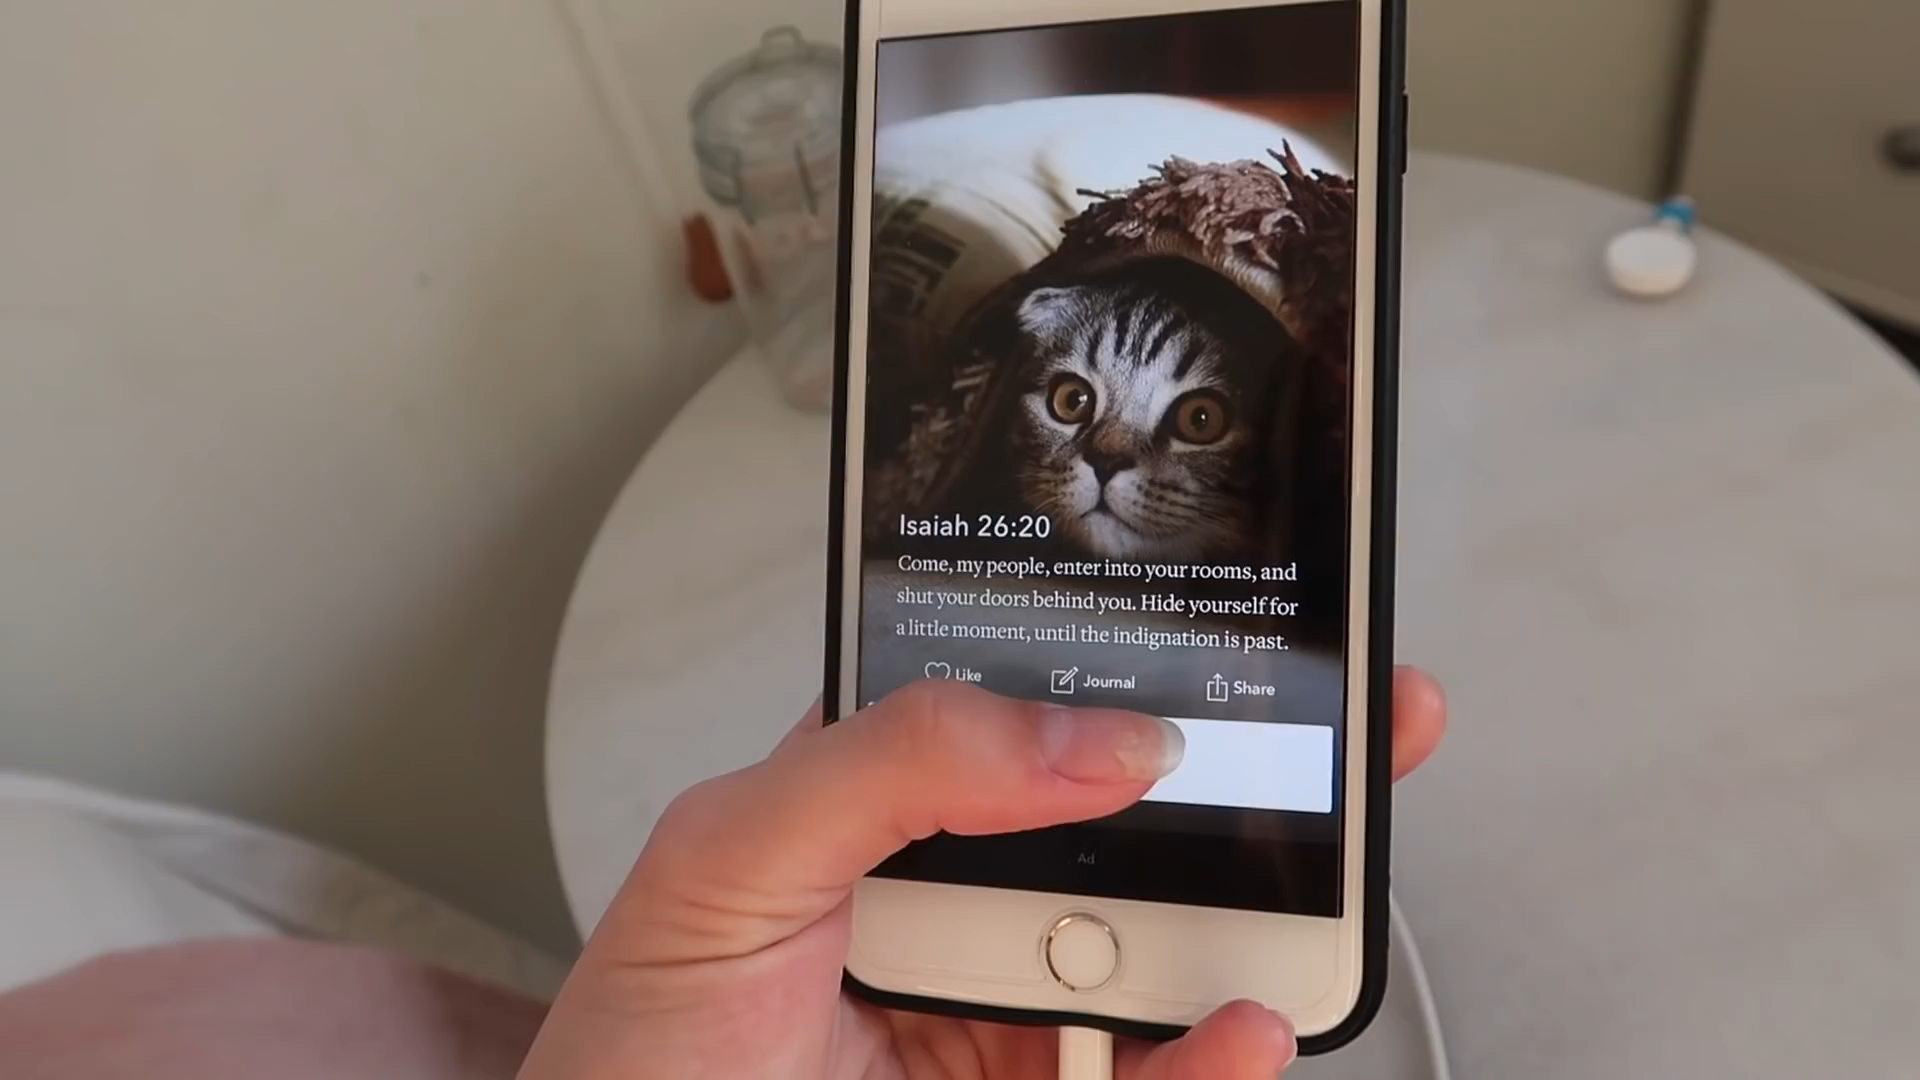 Isaiah 26:20
Come, my people, enter into your rooms, and
shut your doors behind you. Hide yourself for
a little moment, until the indignation is past.
Like Journal Share
Ad